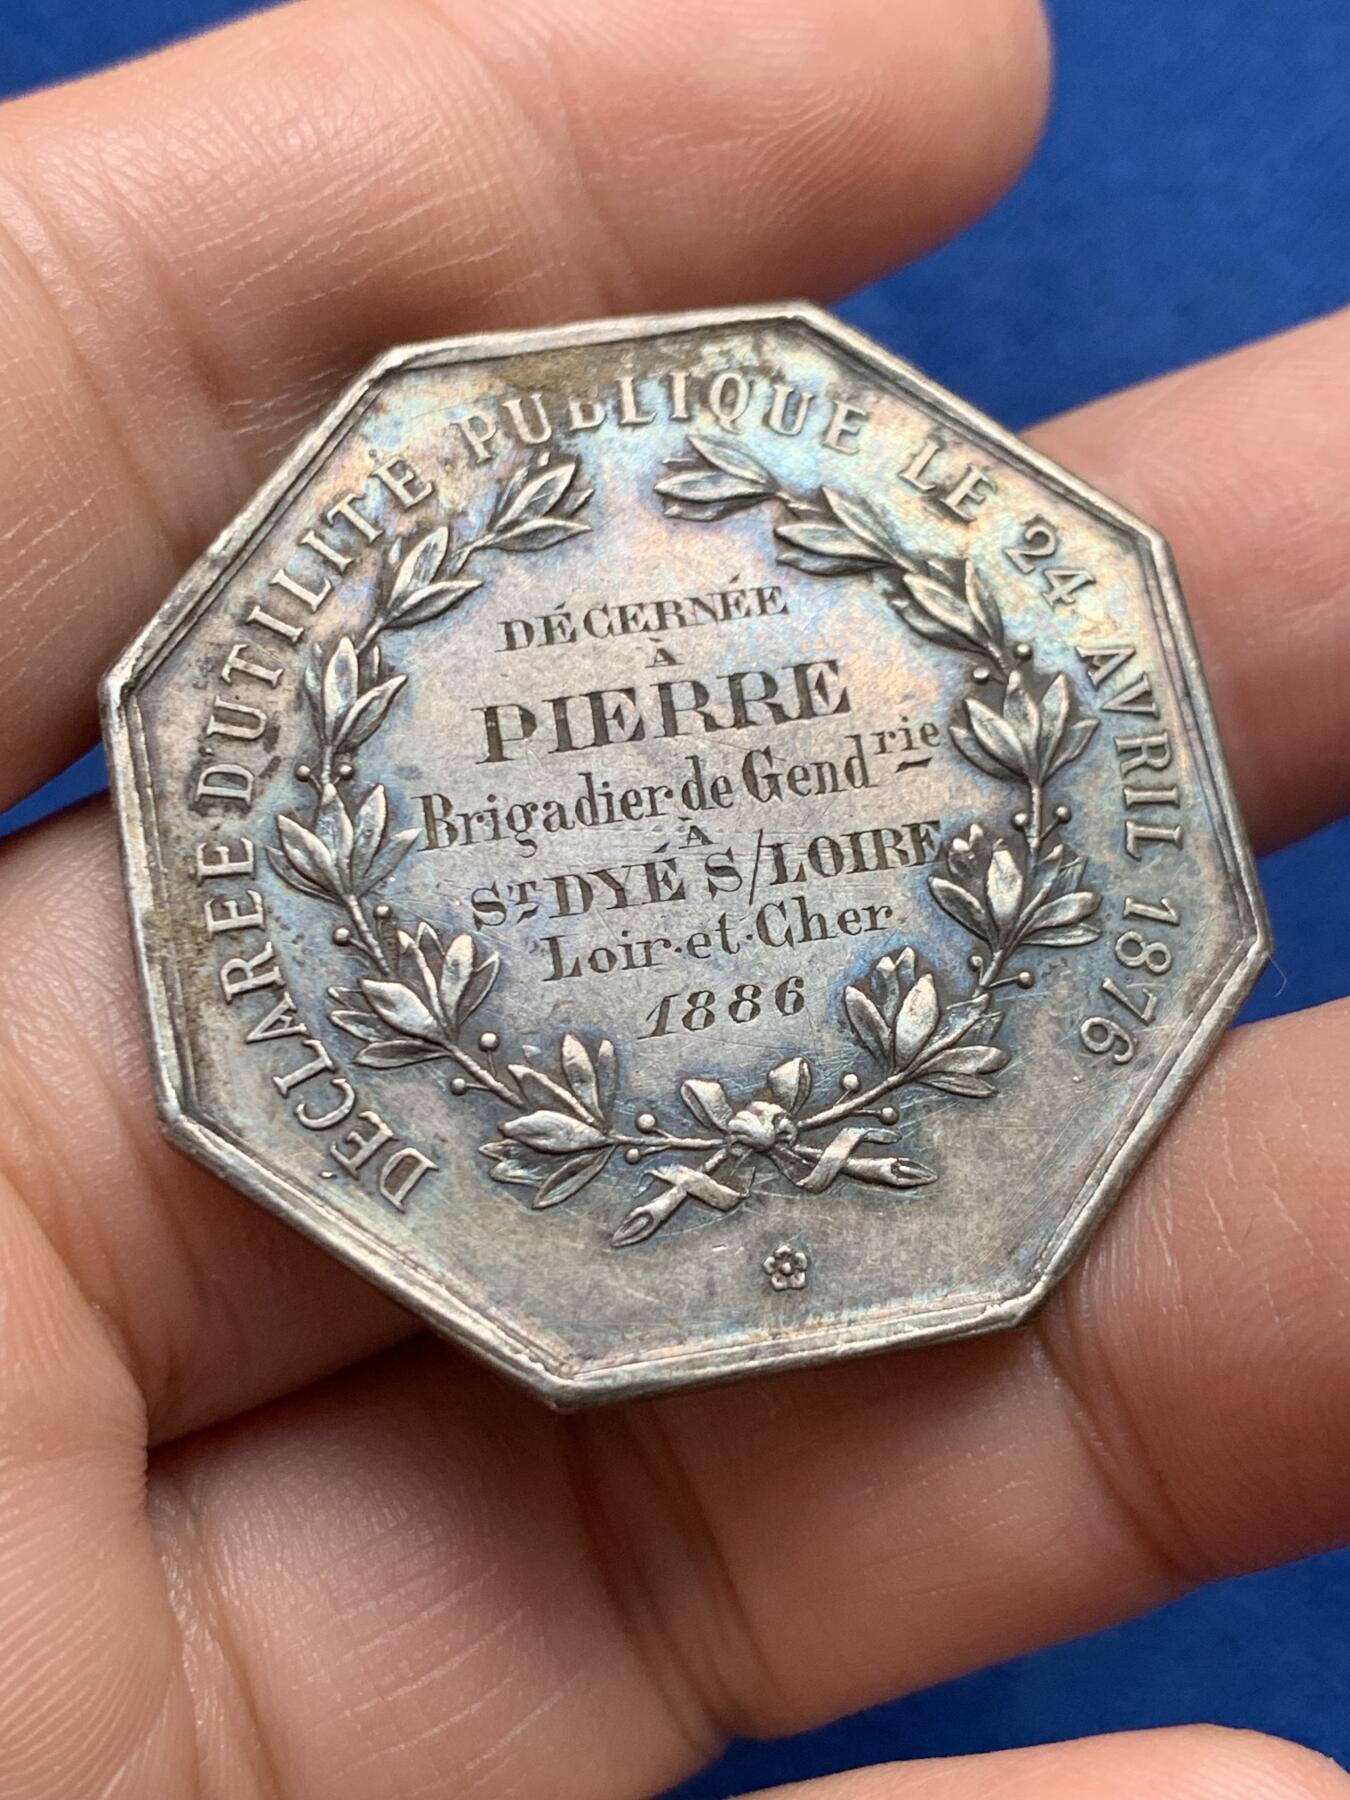 DÉCLARÉE D'UTILITÉ PUBLIQUE LE 24 AVRIL 1876
DÉCERNÉE
À
PIERRE
Brigadier de Gendrie
À
ST DYÉ S/LOIRE
Loir-et-Cher
1886